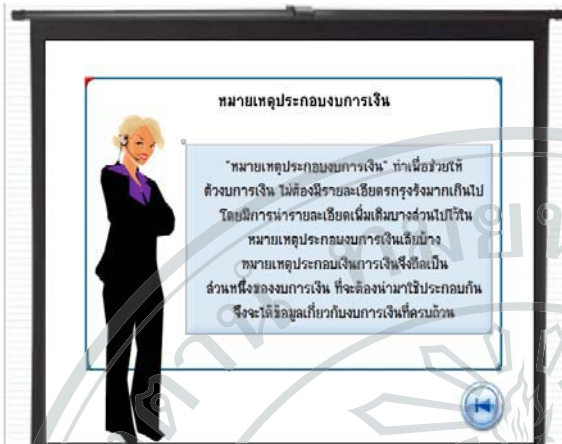 หมายเหตุประกอบงบการเงิน
"หมายเหตุประกอบงบการเงิน" ทำเพื่อช่วยให้
ตัวงบการเงิน ไม่ต้องมีรายละเอียดรกรุงรังมากเกินไป
โดยมีการนำรายละเอียดเพิ่มเติมบางส่วนไปไว้ใน
หมายเหตุประกอบงบการเงินเสียบ้าง
หมายเหตุประกอบเงินการเงินจึงถือเป็น
ส่วนหนึ่งของงบการเงิน ที่จะต้องนำมาใช้ประกอบกัน
จึงจะได้ข้อมูลเกี่ยวกับงบการเงินที่ครบถ้วน